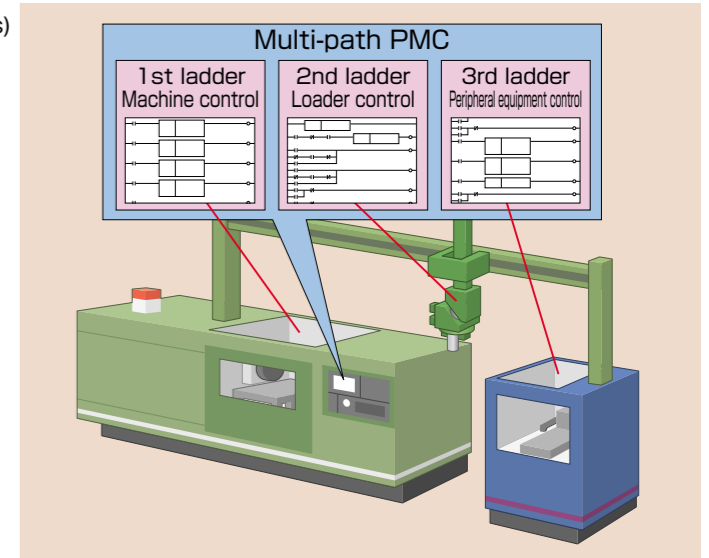 s)
Multi-path PMC
1st ladder
Machine control
2nd ladder
Loader control
3rd ladder
Peripheral equipment control